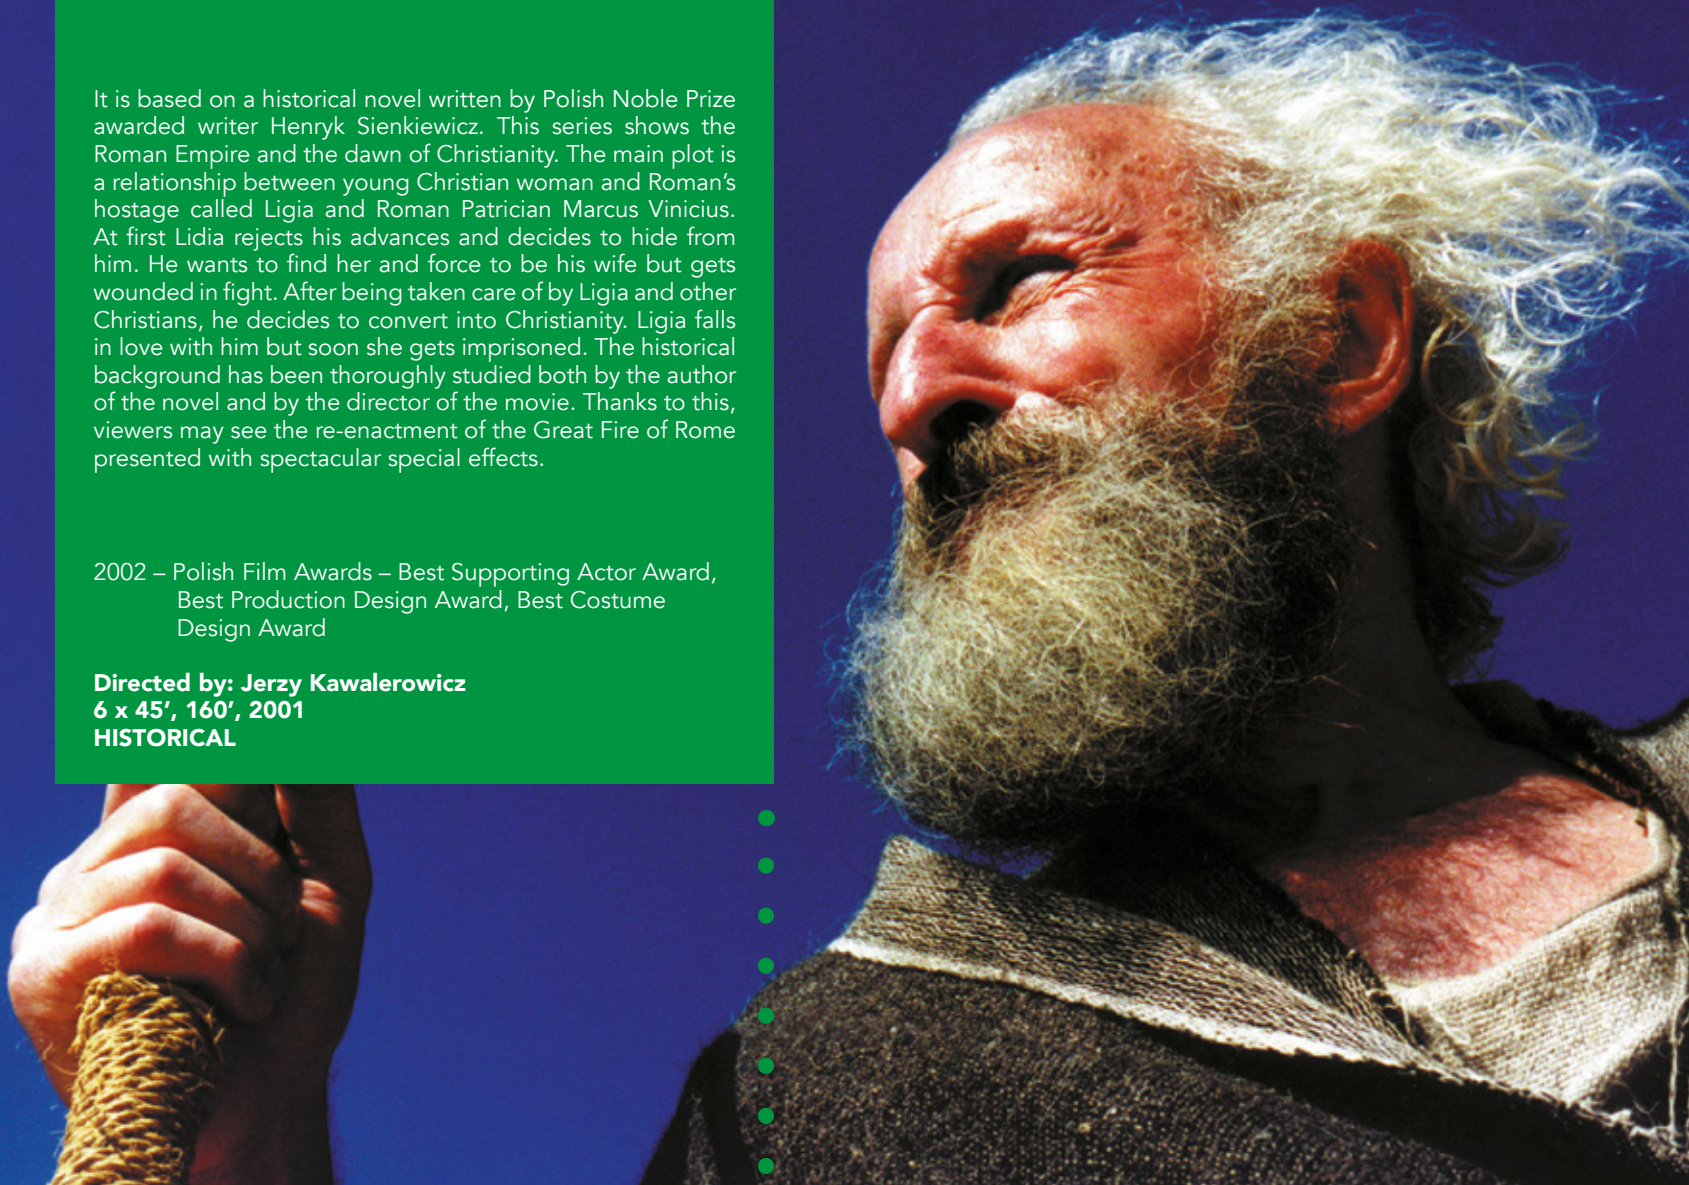 It is based on a historical novel written by Polish Noble Prize
awarded writer Henryk Sienkiewicz. This series shows the
Roman Empire and the dawn of Christianity. The main plot is
a relationship between young Christian woman and Roman’s
hostage called Ligia and Roman Patrician Marcus Vinicius.
At first Lidia rejects his advances and decides to hide from
him. He wants to find her and force to be his wife but gets
wounded in fight. After being taken care of by Ligia and other
Christians, he decides to convert into Christianity. Ligia falls
in love with him but soon she gets imprisoned. The historical
background has been thoroughly studied both by the author
of the novel and by the director of the movie. Thanks to this,
viewers may see the re-enactment of the Great Fire of Rome
presented with spectacular special effects.
2002 – Polish Film Awards – Best Supporting Actor Award,
Best Production Design Award, Best Costume
Design Award
Directed by: Jerzy Kawalerowicz
6 x 45’, 160’, 2001
HISTORICAL